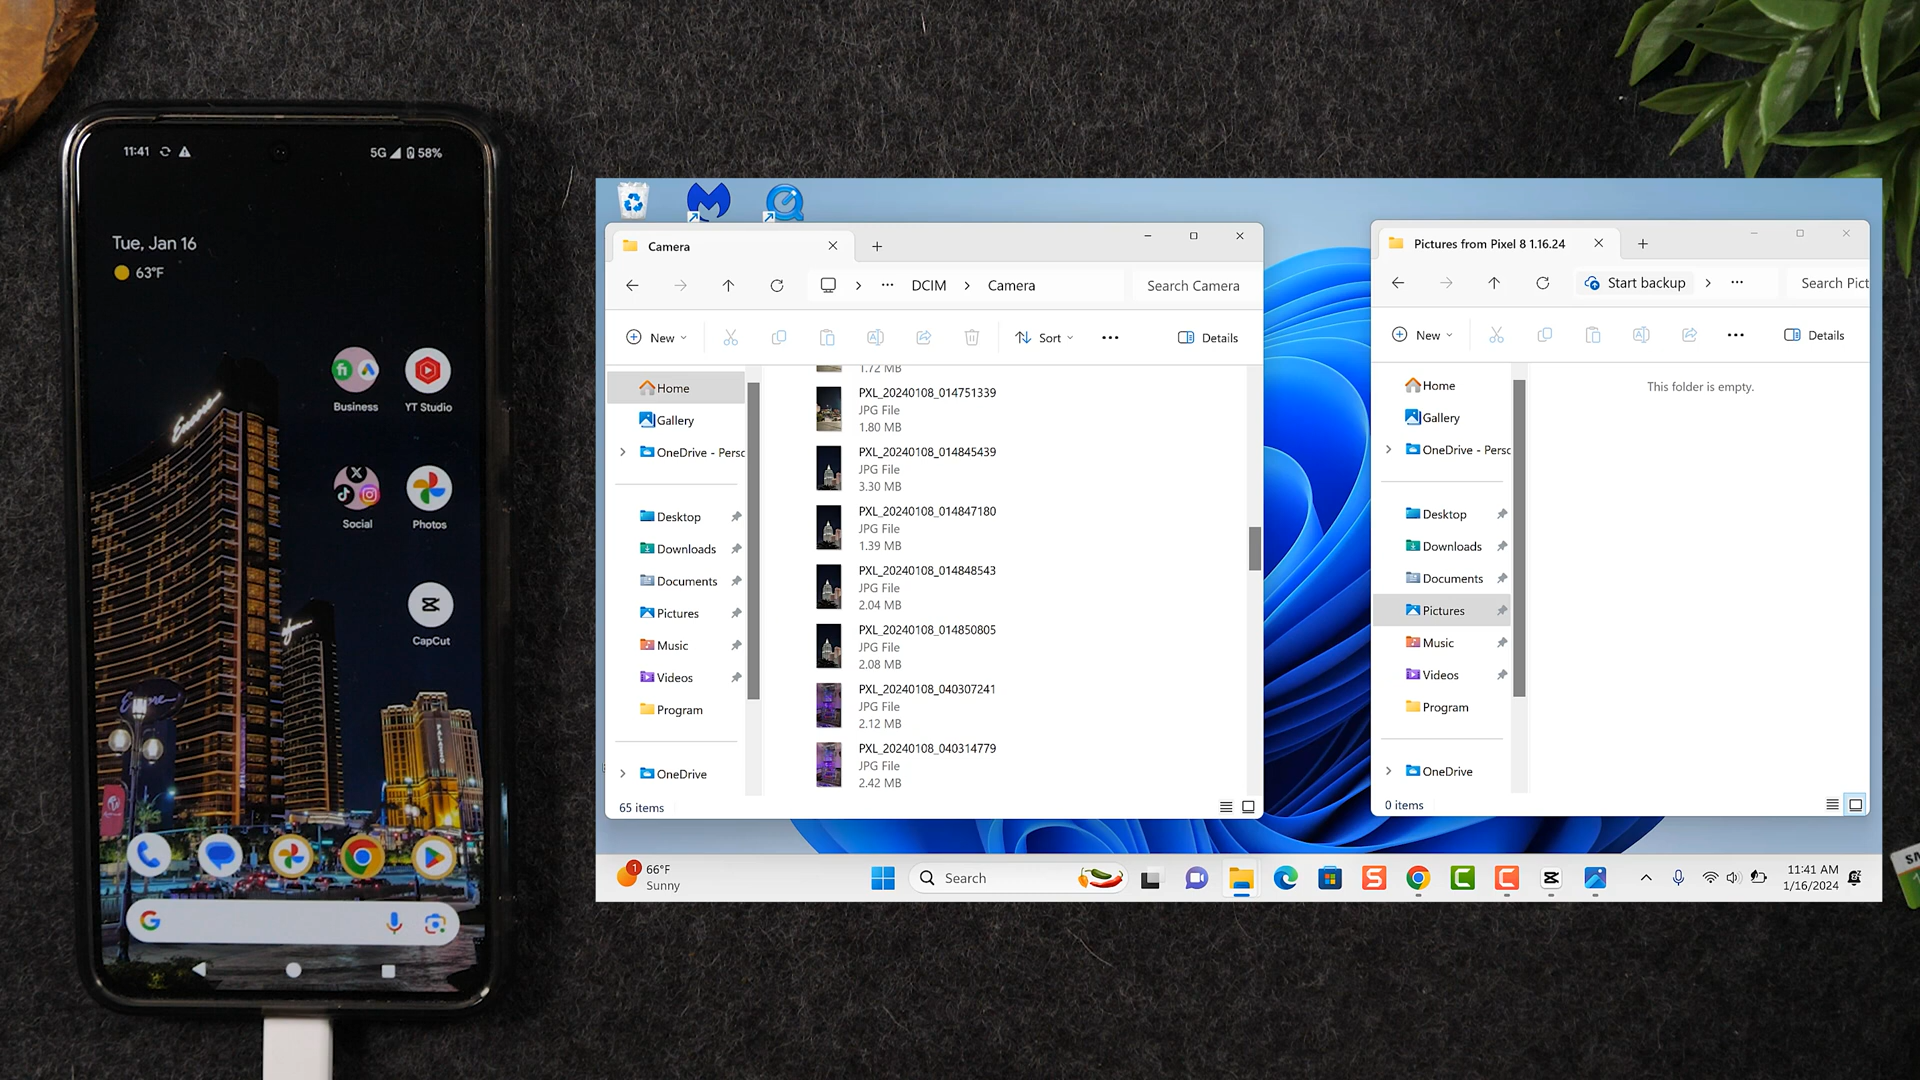 11:41
5G 58%
Tue, Jan 16
63°F
Encore
Business
YT Studio
Social
Photos
CapCut
Encore
PALAZZO
Camera
DCIM
Camera
Search Camera
New
Sort
Details
Home
Gallery
OneDrive - Persc
Desktop
Downloads
Documents
Pictures
Music
Videos
Program
OneDrive
1.72 MB
PXL_20240108_014751339
JPG File
1.80 MB
PXL_20240108_014845439
JPG File
3.30 MB
PXL_20240108_014847180
JPG File
1.39 MB
PXL_20240108_014848543
JPG File
2.04 MB
PXL_20240108_014850805
JPG File
2.08 MB
PXL_20240108_040307241
JPG File
2.12 MB
PXL_20240108_040314779
JPG File
2.42 MB
65 items
Pictures from Pixel 8 1.16.24
Start backup
Search Pict
New
Details
Home
Gallery
OneDrive - Persc
Desktop
Downloads
Documents
Pictures
Music
Videos
Program
OneDrive
This folder is empty.
0 items
1
66°F
Sunny
Search
11:41 AM
1/16/2024